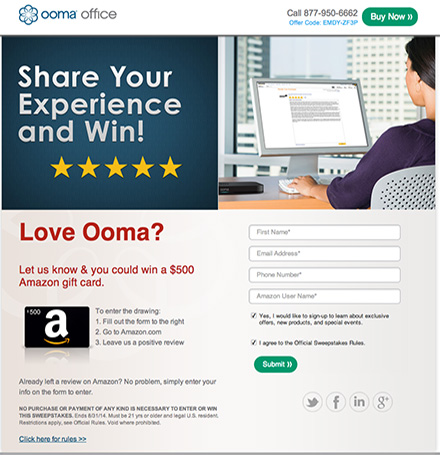 ooma office
Call 877-950-6662
Offer Code: EMDY-ZF3P
Buy Now »
Share Your
Experience
and Win!
Love Ooma?
Let us know & you could win a $500
Amazon gift card.
$500
a
To enter the drawing:
1. Fill out the form to the right
2. Go to Amazon.com
3. Leave us a positive review
Already left a review on Amazon? No problem, simply enter your
info on the form to enter.
NO PURCHASE OR PAYMENT OF ANY KIND IS NECESSARY TO ENTER OR WIN
THIS SWEEPSTAKES. Ends 8/31/14. Must be 21 yrs or older and legal U.S. resident.
Restrictions apply, see Official Rules. Void where prohibited.
Click here for rules >>
First Name*
Email Address*
Phone Number*
Amazon User Name*
Yes, I would like to sign-up to learn about exclusive
offers, new products, and special events.
I agree to the Official Sweepstakes Rules.
Submit »
f
in
g+